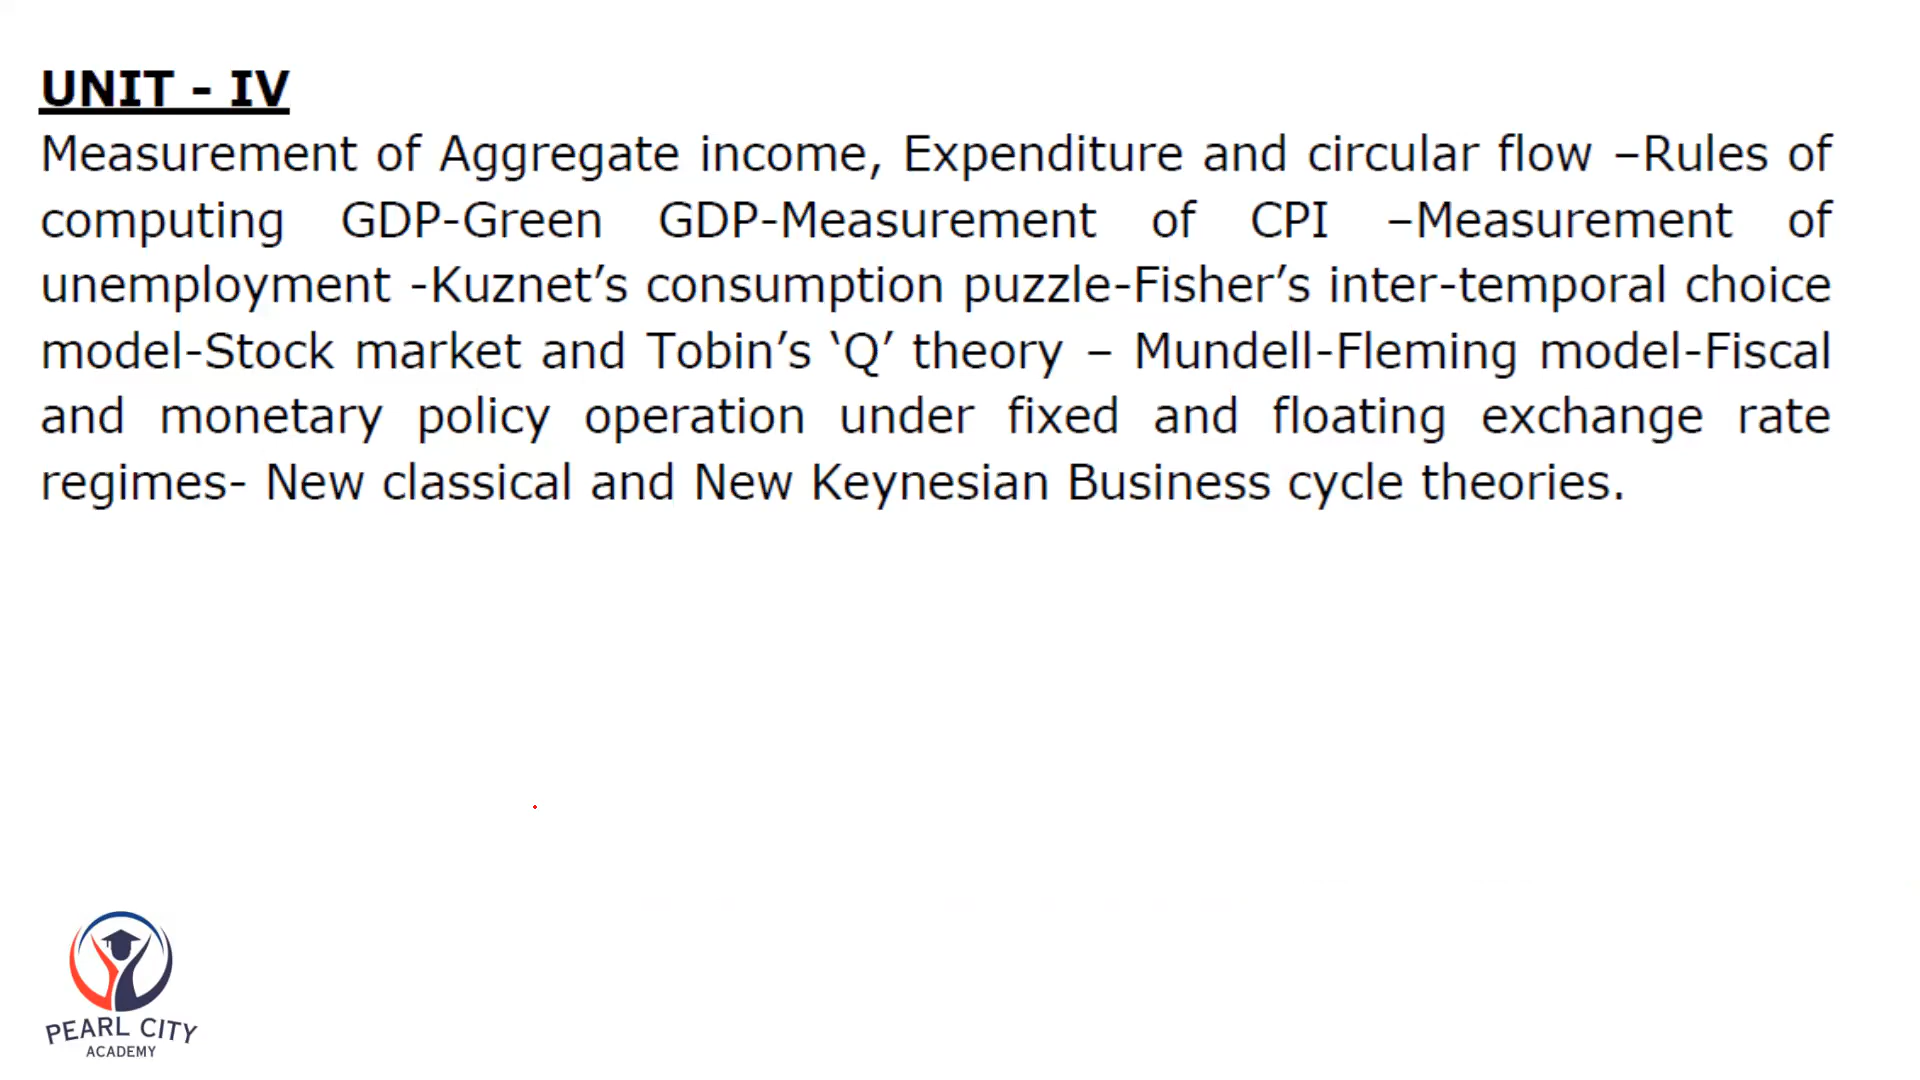 UNIT - IV
Measurement of Aggregate income, Expenditure and circular flow –Rules of
computing GDP-Green GDP-Measurement of CPI –Measurement of
unemployment -Kuznet’s consumption puzzle-Fisher’s inter-temporal choice
model-Stock market and Tobin’s ‘Q’ theory – Mundell-Fleming model-Fiscal
and monetary policy operation under fixed and floating exchange rate
regimes- New classical and New Keynesian Business cycle theories.
PEARL CITY
ACADEMY